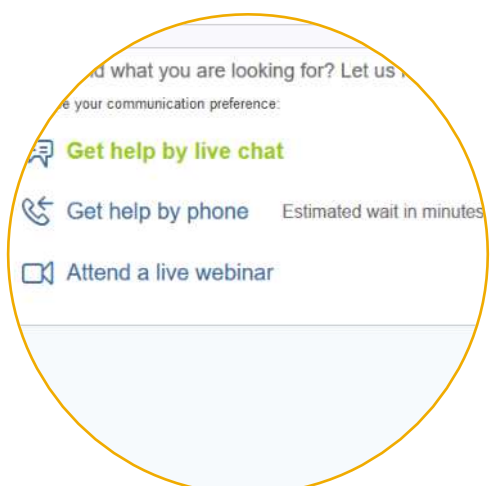 what you are looking for? Let us
your communication preference:
Get help by live chat
Get help by phone Estimated wait in minutes
Attend a live webinar